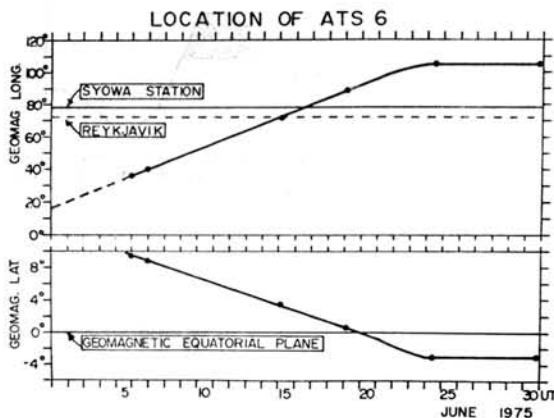 LOCATION OF ATS 6
GEOMAG LONG.
120°
100°
80°
60°
40°
20°
0°
SYOWA STATION
REYKJAVIK
GEOMAG. LAT
8°
4°
0°
-4°
GEOMAGNETIC EQUATORIAL PLANE
5 10 15 20 25 30 UT
JUNE 1975